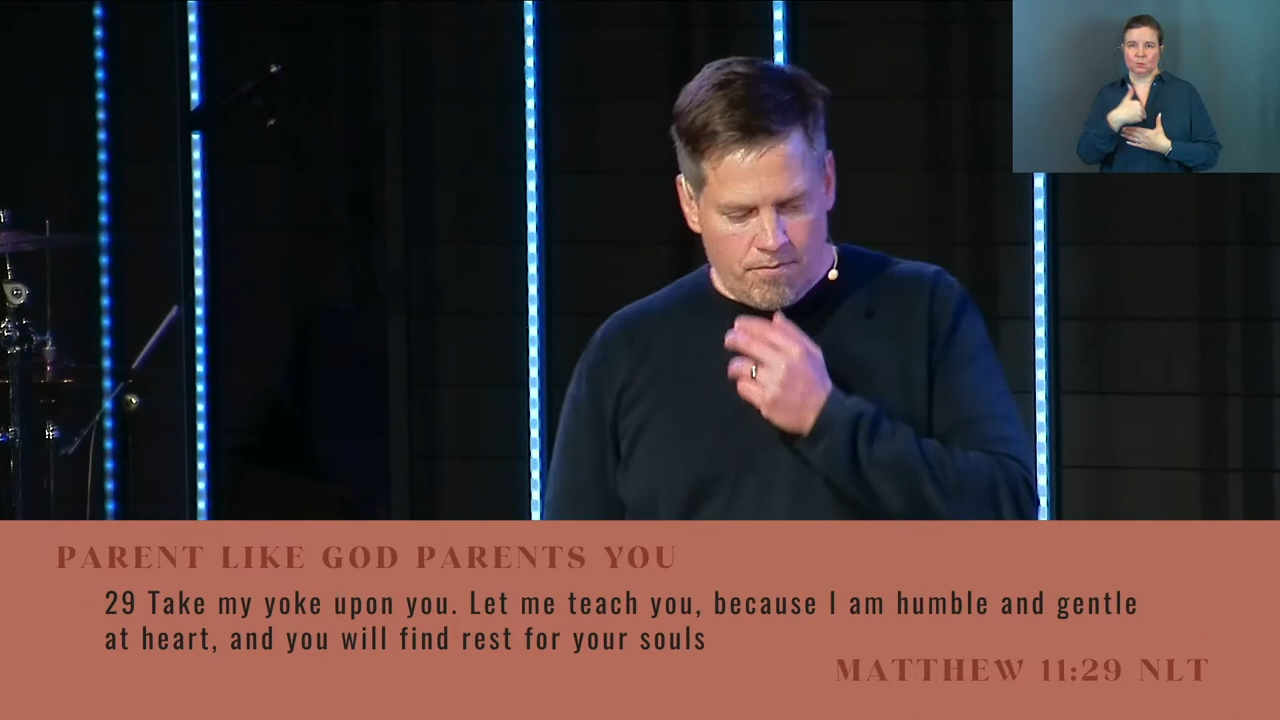 PARENT LIKE GOD PARENTS YOU
29 Take my yoke upon you. Let me teach you, because I am humble and gentle
at heart, and you will find rest for your souls
MATTHEW 11:29 NLT